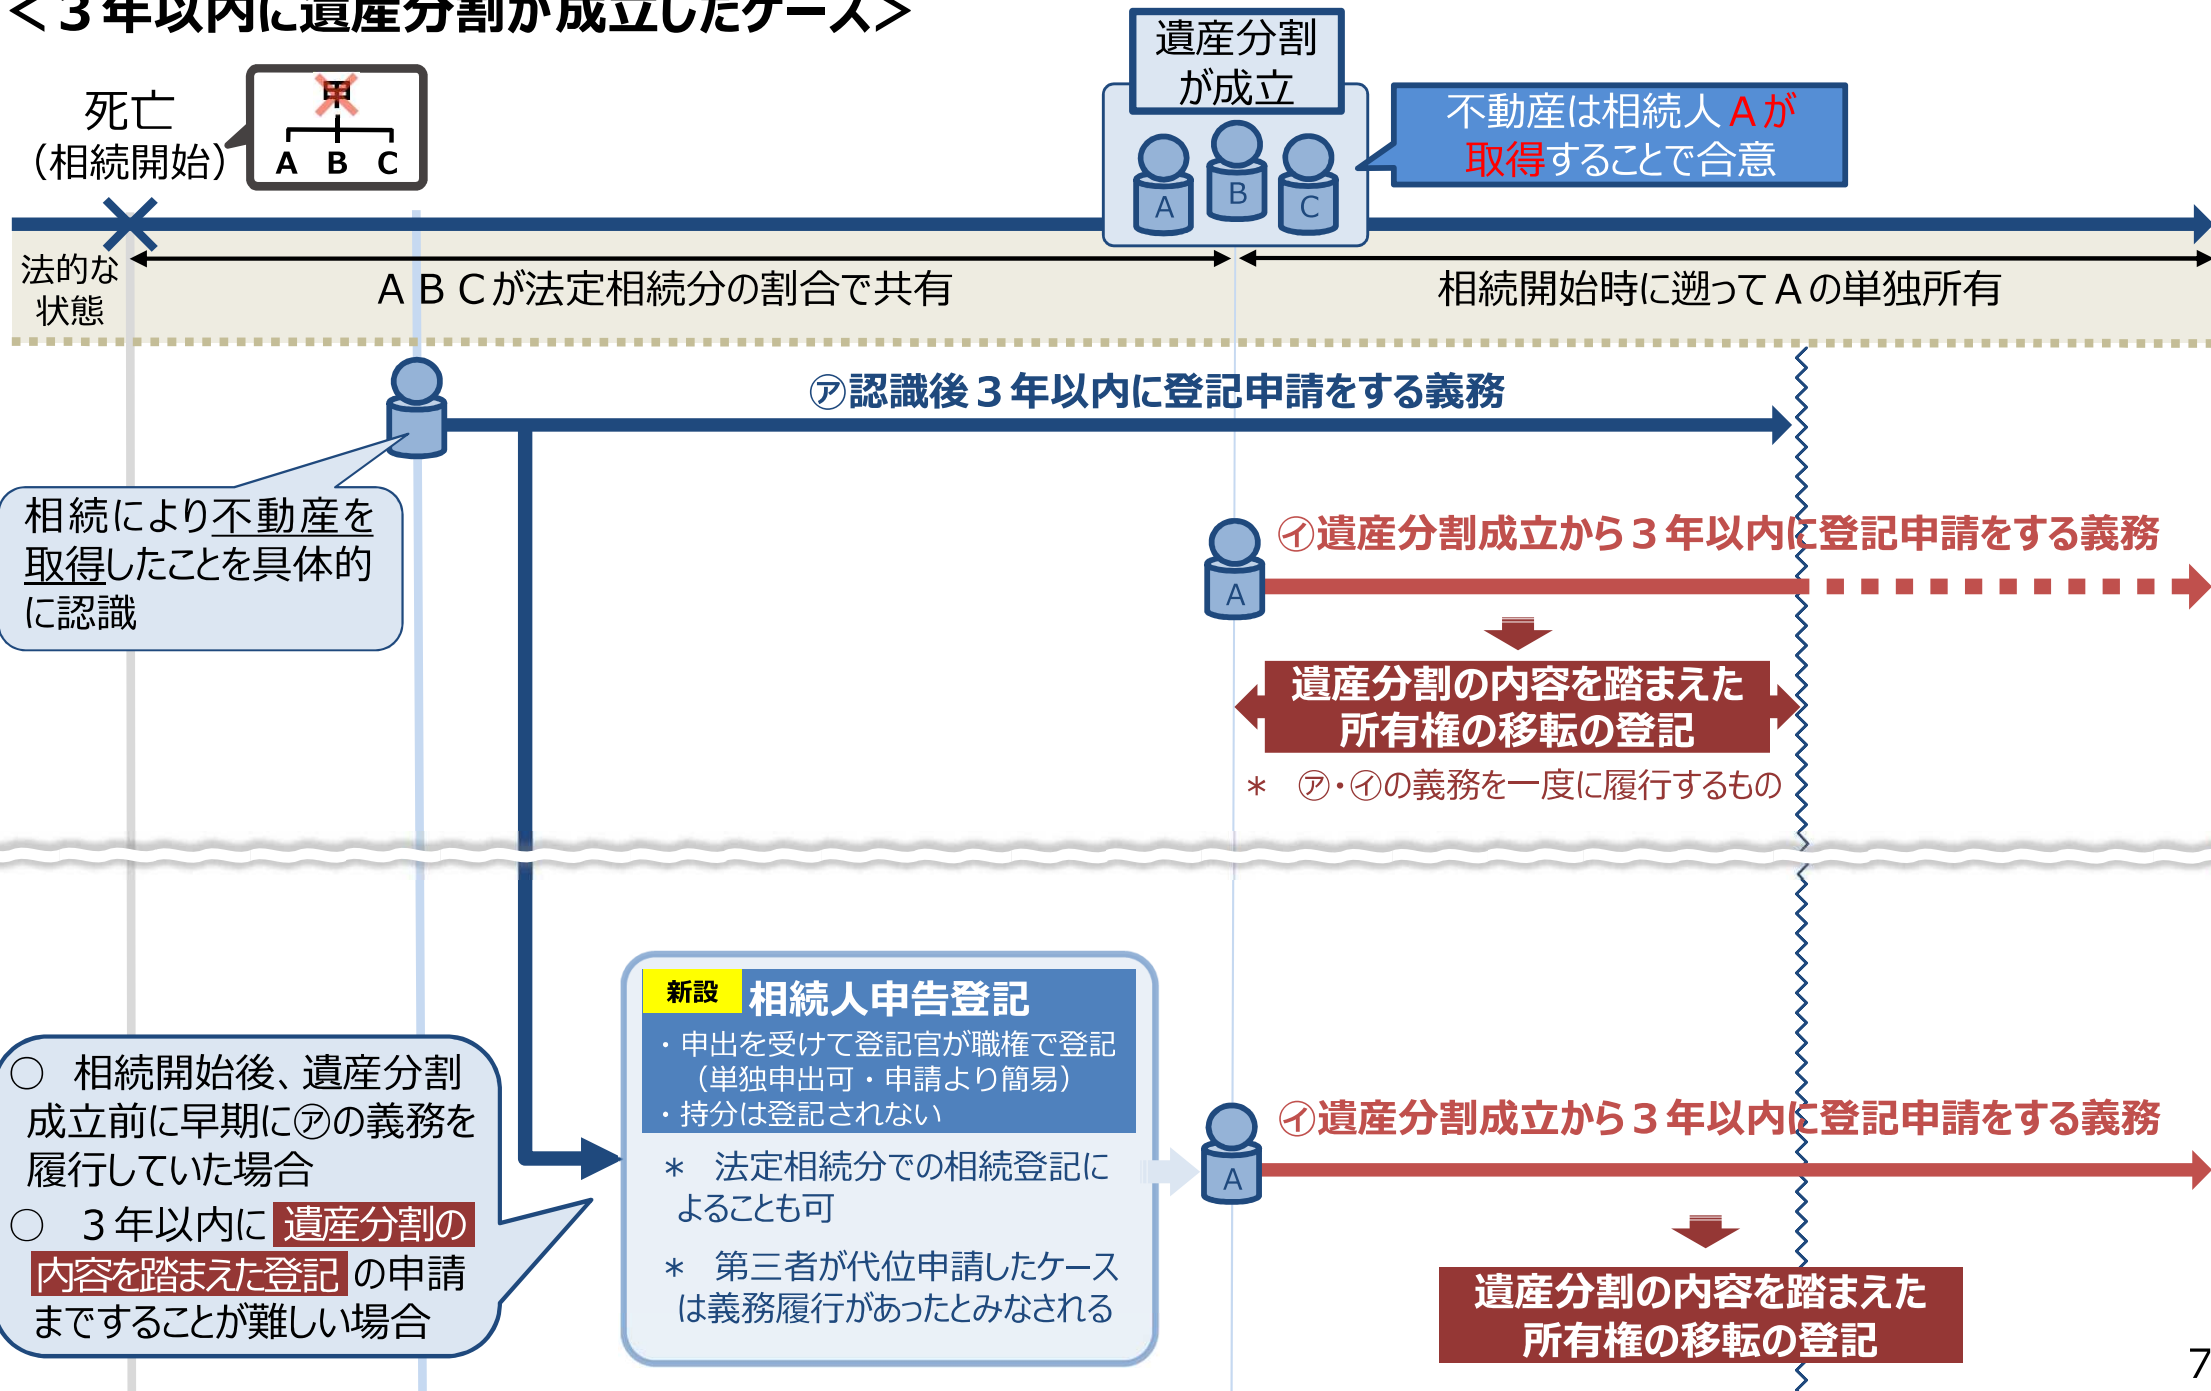 ＜３年以内に遺産分割が成立したケース＞
遺産分割
が成立
死亡
（相続開始）
甲
A B C
不動産は相続人Ａが
取得することで合意
A B C
法的な
状態
ＡＢＣが法定相続分の割合で共有
相続開始時に遡ってＡの単独所有
㋐認識後３年以内に登記申請をする義務
相続により不動産を
取得したことを具体的
に認識
㋑遺産分割成立から３年以内に登記申請をする義務
A
遺産分割の内容を踏まえた
所有権の移転の登記
＊　㋐・㋑の義務を一度に履行するもの
新設 相続人申告登記
・申出を受けて登記官が職権で登記
（単独申出可・申請より簡易）
・持分は登記されない
＊　法定相続分での相続登記に
よることも可
＊　第三者が代位申請したケース
は義務履行があったとみなされる
○　相続開始後、遺産分割
成立前に早期に㋐の義務を
履行していた場合
○　３年以内に遺産分割の
内容を踏まえた登記の申請
まですることが難しい場合
㋑遺産分割成立から３年以内に登記申請をする義務
A
遺産分割の内容を踏まえた
所有権の移転の登記
7